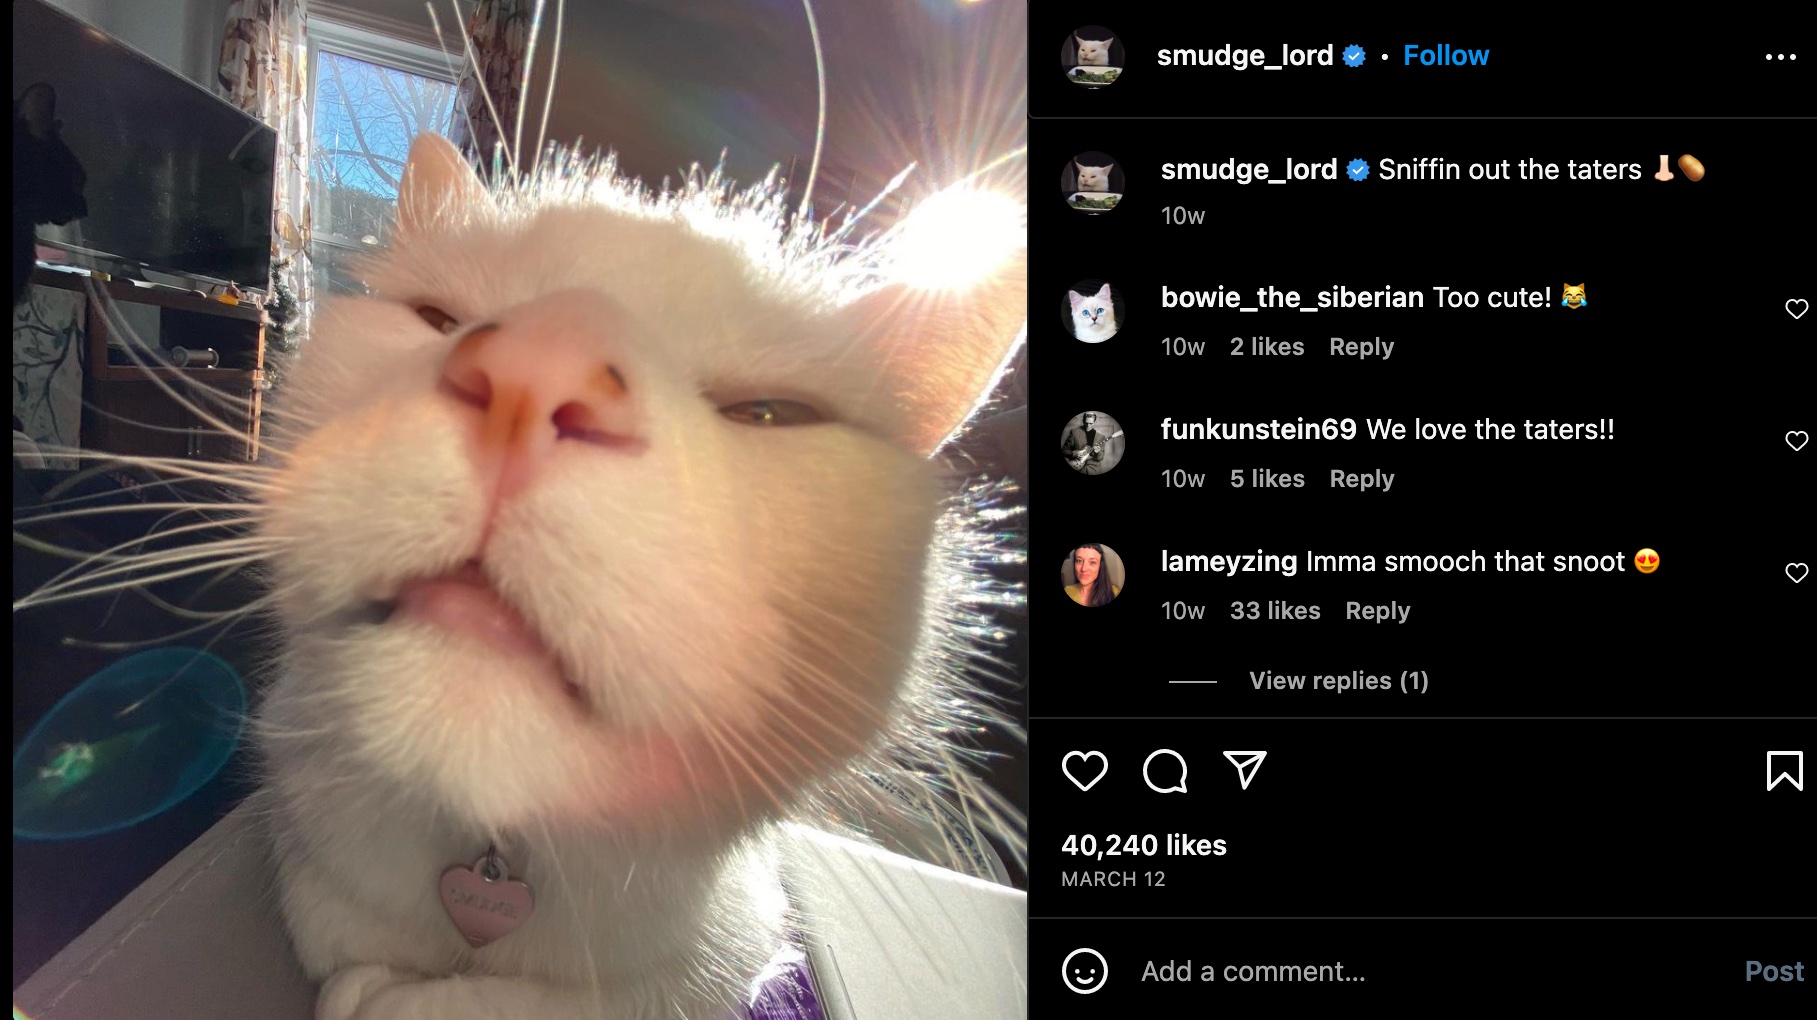 SMUDGE
smudge_lord • Follow
smudge_lord Sniffin out the taters 👃🏻🥔
10w
bowie_the_siberian Too cute! 😹
10w 2 likes Reply
funkunstein69 We love the taters!!
10w 5 likes Reply
lameyzing Imma smooch that snoot 😍
10w 33 likes Reply
View replies (1)
40,240 likes
MARCH 12
Add a comment... Post